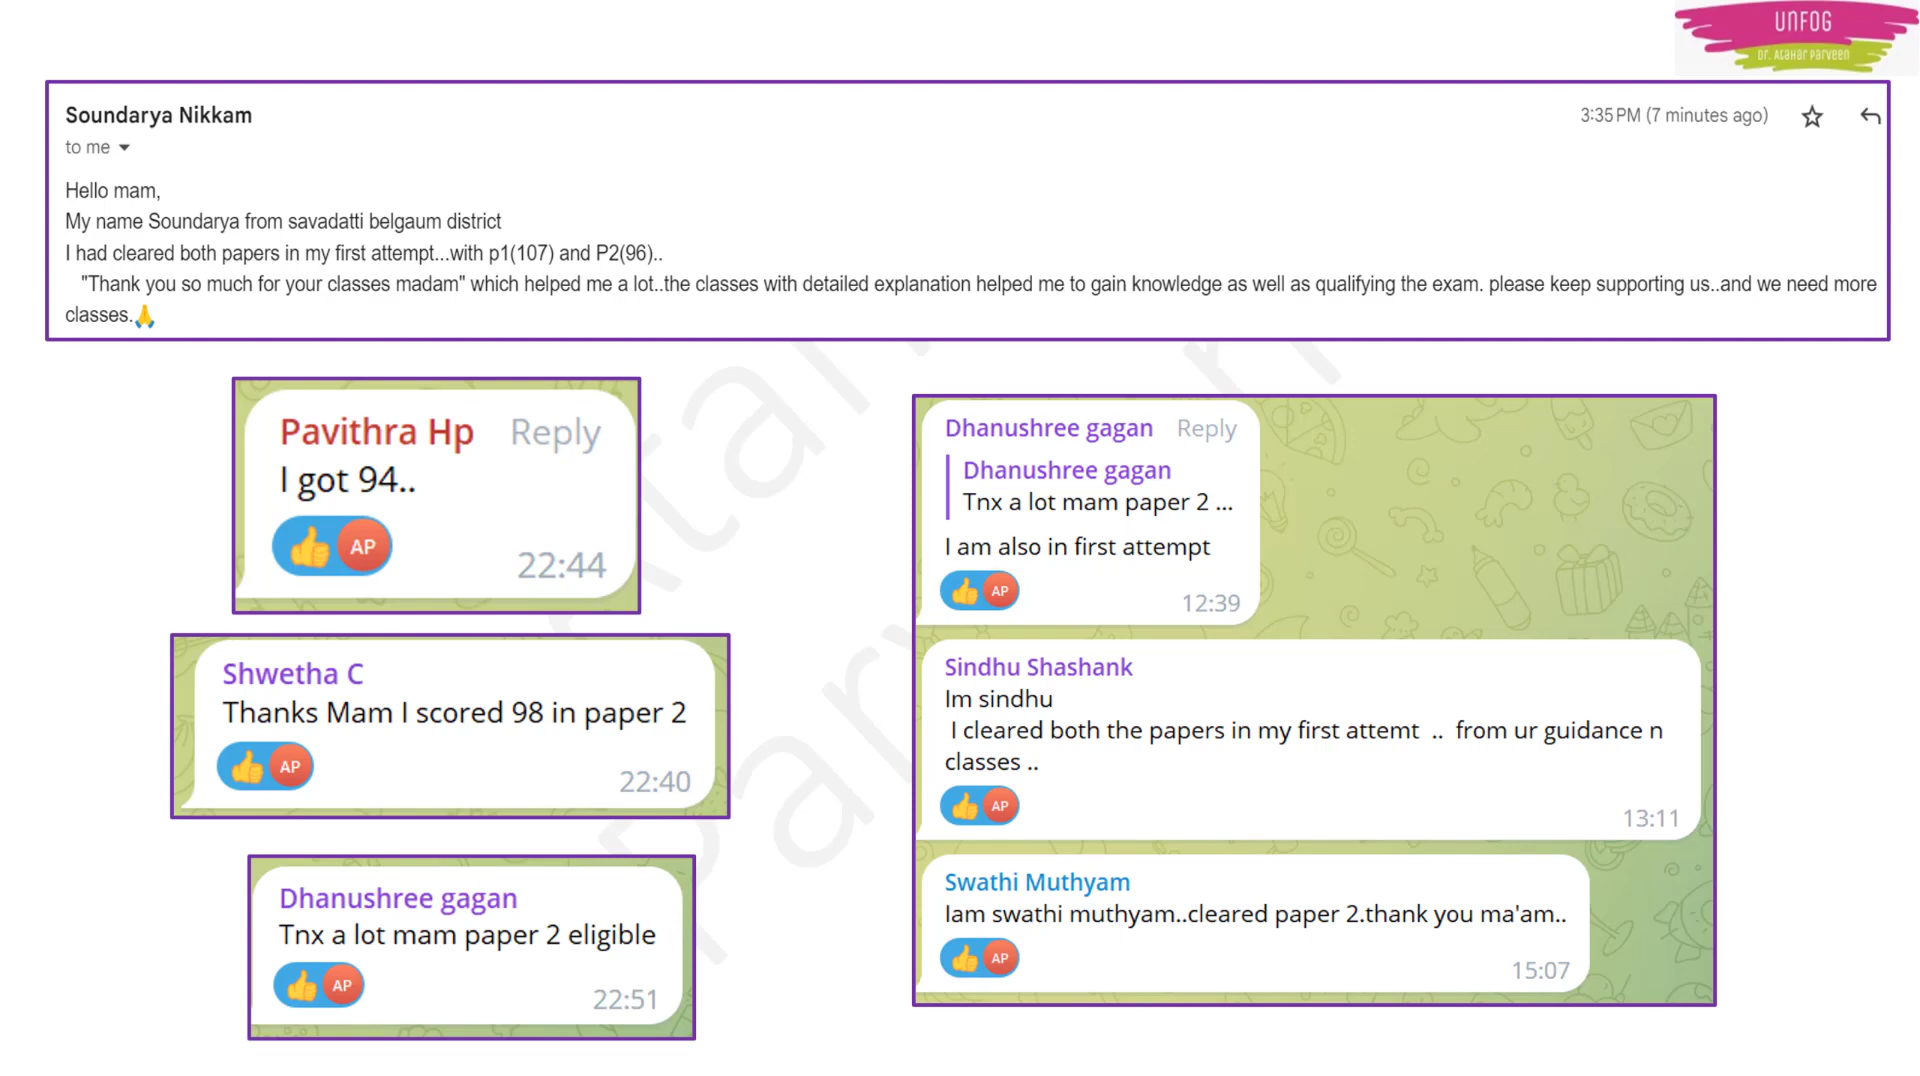 UNFOG
Dr. Atahar Parveen
Soundarya Nikkam
3:35 PM (7 minutes ago)
to me
Hello mam,
My name Soundarya from savadatti belgaum district
I had cleared both papers in my first attempt...with p1(107) and P2(96)..
"Thank you so much for your classes madam" which helped me a lot..the classes with detailed explanation helped me to gain knowledge as well as qualifying the exam. please keep supporting us..and we need more
classes.🙏
Pavithra Hp Reply
I got 94..
AP
22:44
Shwetha C
Thanks Mam I scored 98 in paper 2
AP
22:40
Dhanushree gagan
Tnx a lot mam paper 2 eligible
AP
22:51
Dhanushree gagan Reply
Dhanushree gagan
Tnx a lot mam paper 2 ...
I am also in first attempt
AP
12:39
Sindhu Shashank
Im sindhu
I cleared both the papers in my first attemt .. from ur guidance n
classes ..
AP
13:11
Swathi Muthyam
Iam swathi muthyam..cleared paper 2.thank you ma'am..
AP
15:07